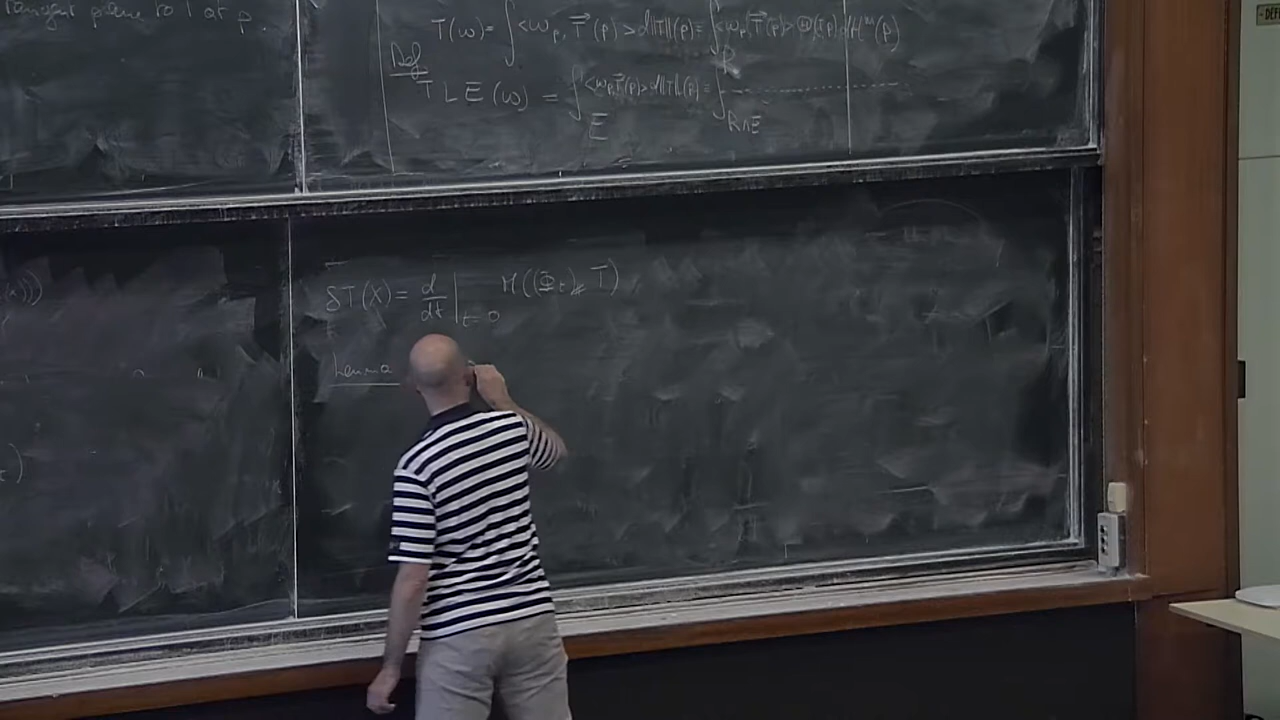 tangent plane to T at p.
T(ω) = ∫ <ω_p, T⃗(p)> d‖T‖(p) = ∫_R <ω_p, T⃗(p)> Θ(p) dH^m(p)
Def
T L E (ω) = ∫_E <ω_p, T⃗(p)> d‖T‖(p) = ∫_{R∩E} ..............
δT(X) = d/dt |_{t=0} M((Φ_t)_# T)
Lemma